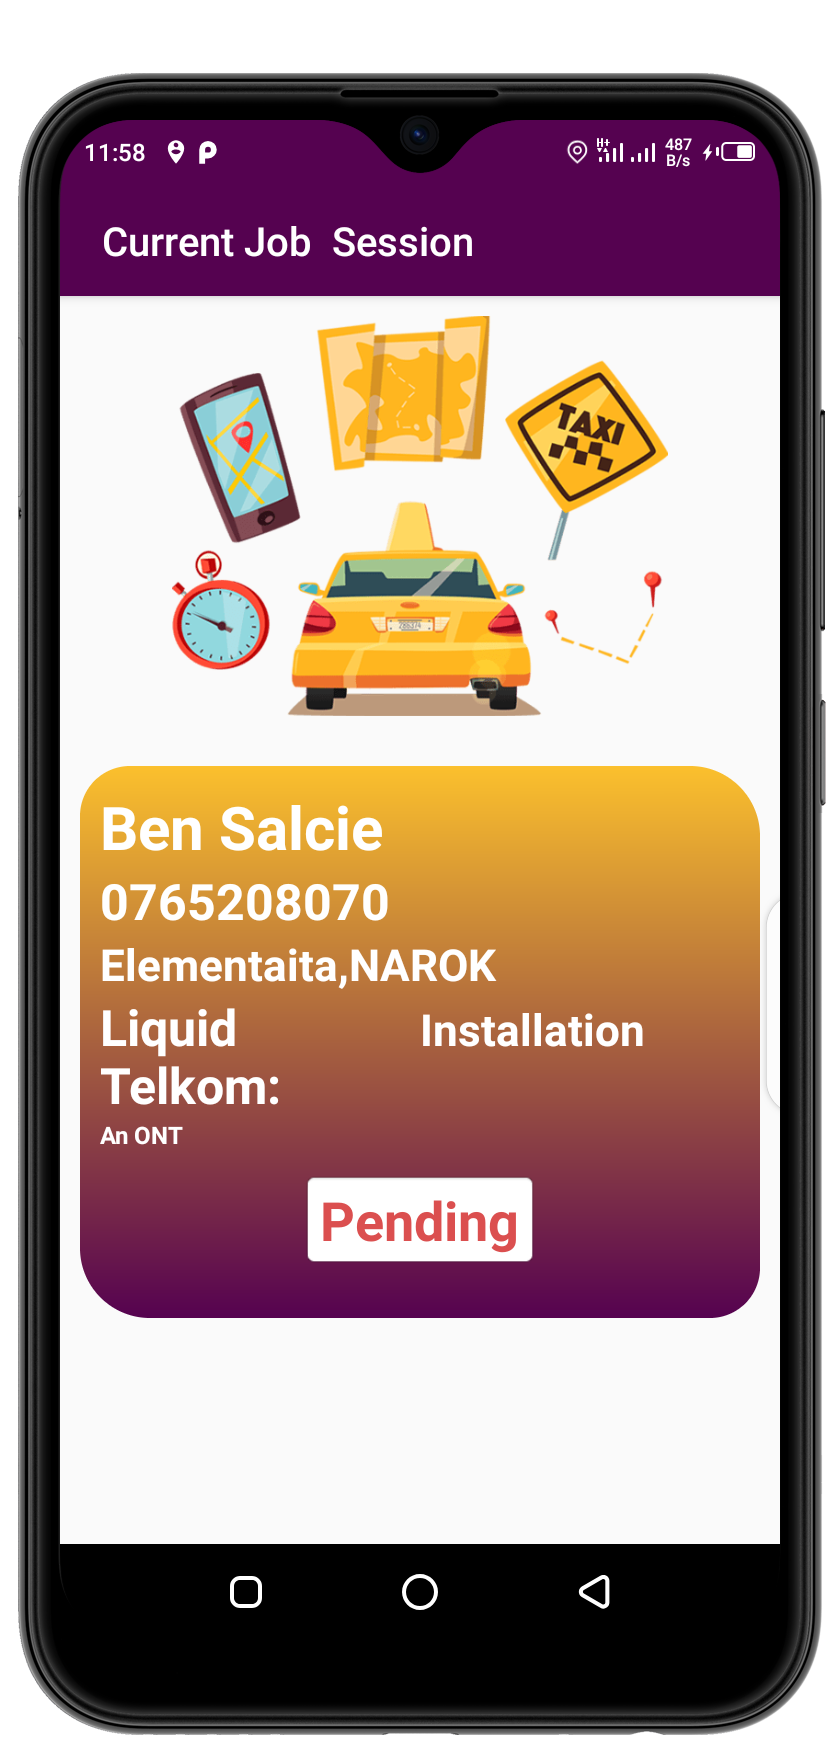 11:58
H+
487
B/s
Current Job Session
TAXI
Ben Salcie
0765208070
Elementaita,NAROK
Liquid Telkom:
Installation
An ONT
Pending